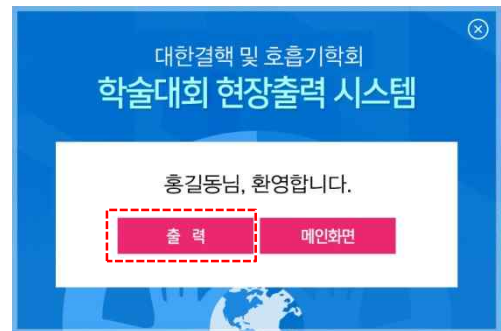 대한결핵 및 호흡기학회
학술대회 현장출력 시스템
홍길동님, 환영합니다.
출 력
메인화면